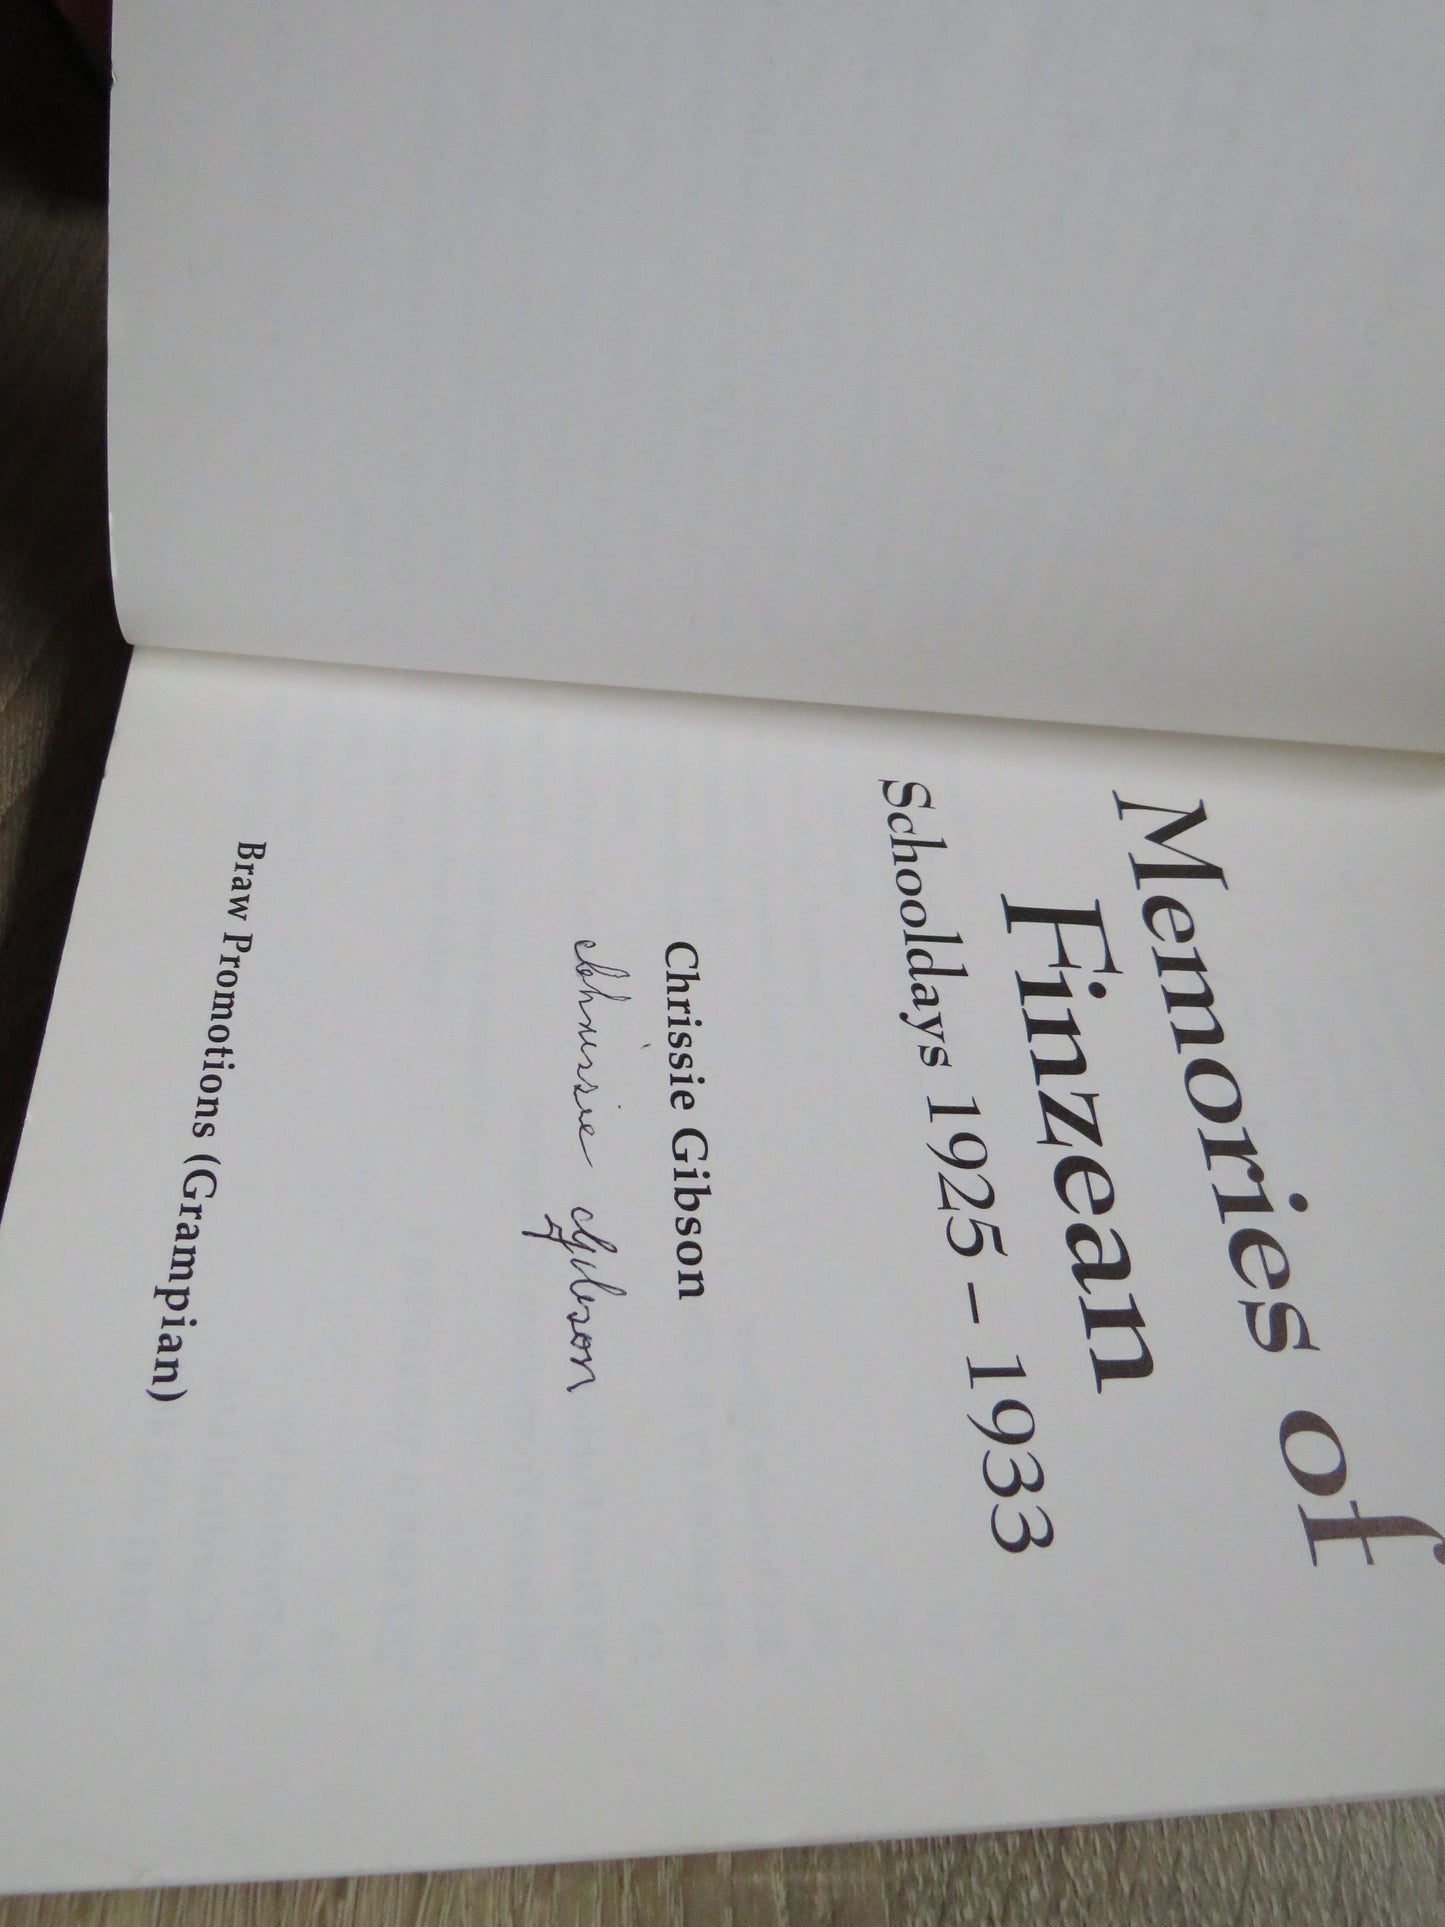 Memories of
Finzean
Schooldays 1925 – 1933
Chrissie Gibson
Chrissie Gibson
Braw Promotions (Grampian)